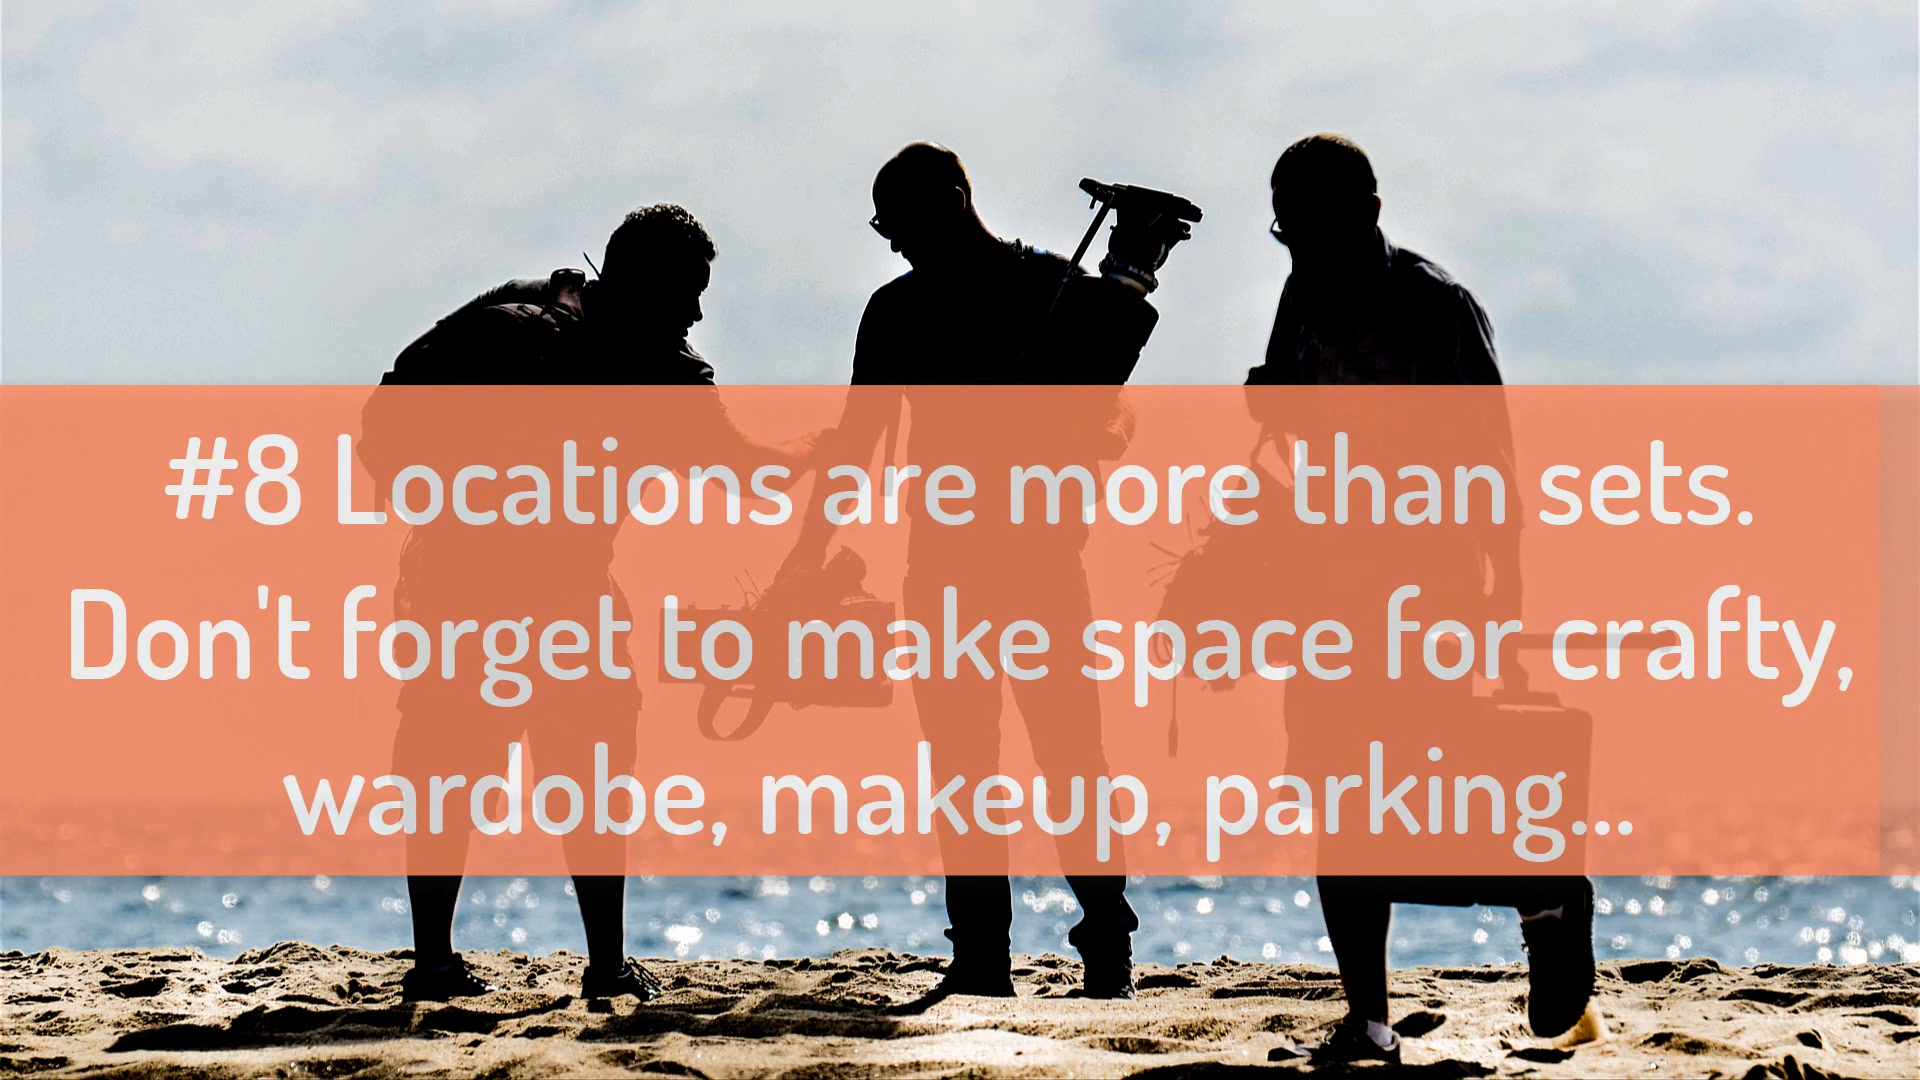 #8 Locations are more than sets.
Don't forget to make space for crafty,
wardobe, makeup, parking...